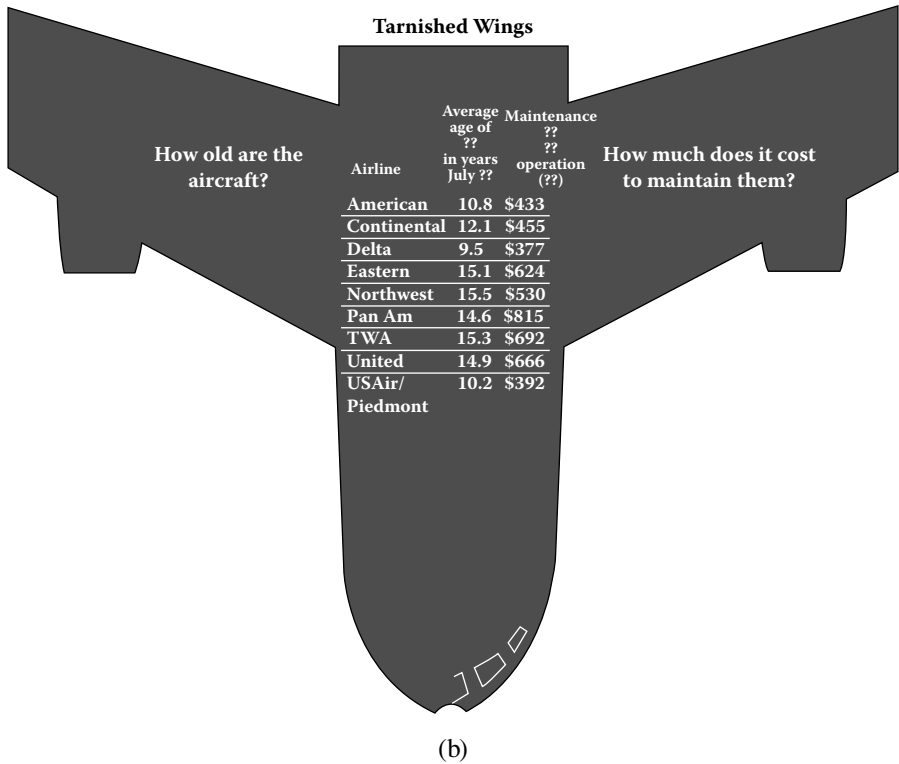 Tarnished Wings
How old are the
aircraft?
Airline
Average
age of
??
in years
July ??
Maintenance
??
??
operation
(??)
How much does it cost
to maintain them?
American 10.8 $433
Continental 12.1 $455
Delta 9.5 $377
Eastern 15.1 $624
Northwest 15.5 $530
Pan Am 14.6 $815
TWA 15.3 $692
United 14.9 $666
USAir/ 10.2 $392
Piedmont
(b)